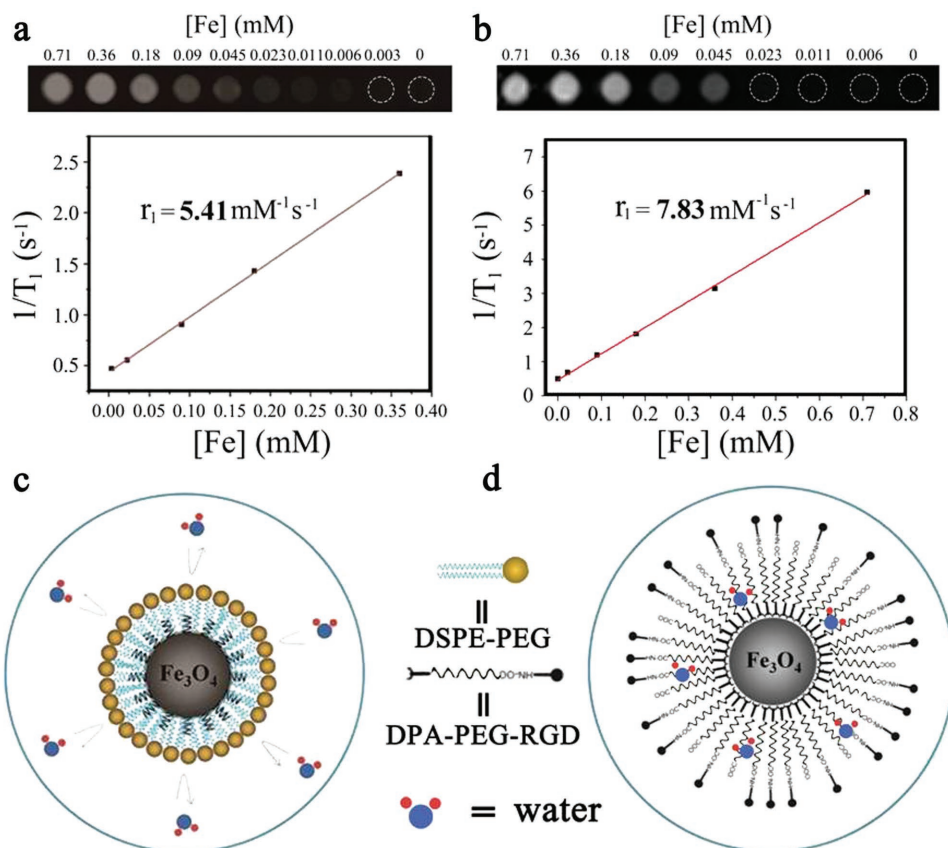 a
[Fe] (mM)
0.71 0.36 0.18 0.09 0.045 0.023 0.011 0.006 0.003 0
1/T₁ (s⁻¹)
2.5
2.0
1.5
1.0
0.5
r₁ = 5.41 mM⁻¹s⁻¹
0.00 0.05 0.10 0.15 0.20 0.25 0.30 0.35 0.40
[Fe] (mM)
b
[Fe] (mM)
0.71 0.36 0.18 0.09 0.045 0.023 0.011 0.006 0
1/T₁ (s⁻¹)
7
6
5
4
3
2
1
0
r₁ = 7.83 mM⁻¹s⁻¹
0.0 0.1 0.2 0.3 0.4 0.5 0.6 0.7 0.8
[Fe] (mM)
c
Fe₃O₄
=
DSPE-PEG
OO-NH
=
DPA-PEG-RGD
= water
d
Fe₃O₄